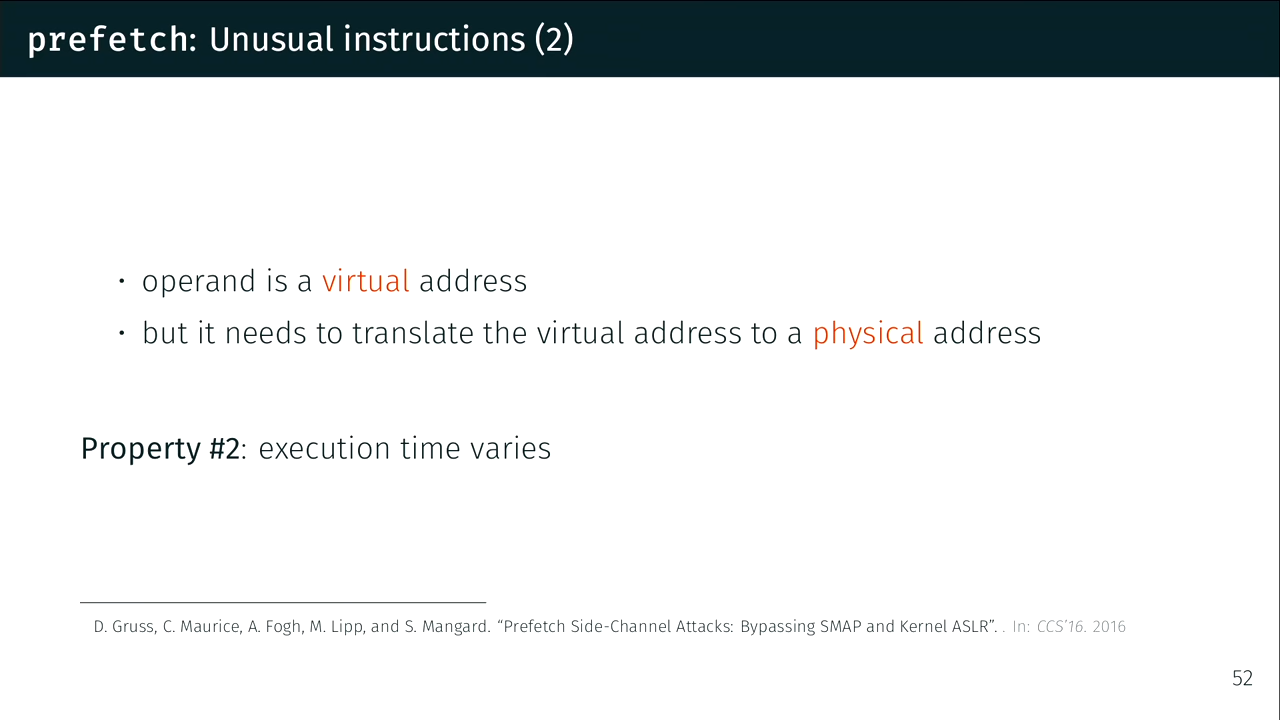 prefetch: Unusual instructions (2)
· operand is a virtual address
· but it needs to translate the virtual address to a physical address
Property #2: execution time varies
D. Gruss, C. Maurice, A. Fogh, M. Lipp, and S. Mangard. “Prefetch Side-Channel Attacks: Bypassing SMAP and Kernel ASLR”. . In: CCS’16. 2016
52